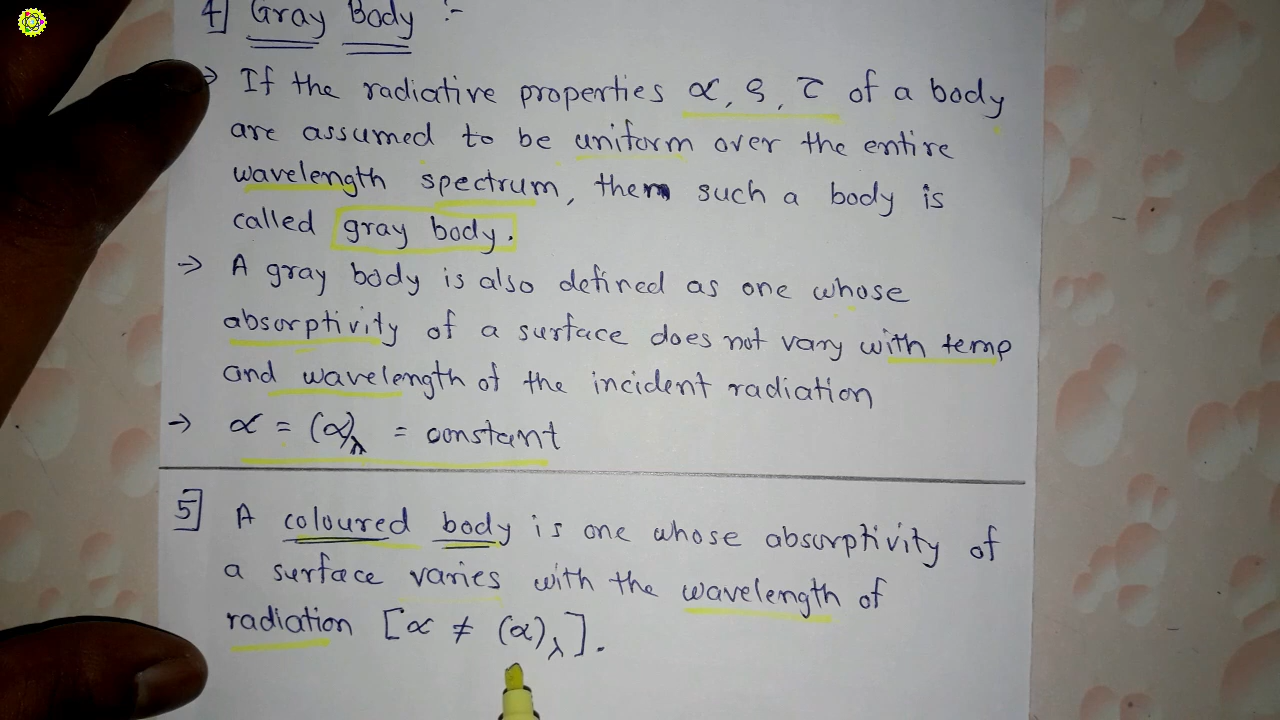 4] Gray Body :-
→ If the radiative properties α, ρ, τ of a body
are assumed to be uniform over the entire
wavelength spectrum, then such a body is
called gray body.
→ A gray body is also defined as one whose
absorptivity of a surface does not vary with temp
and wavelength of the incident radiation
→ α = (α)λ = constant
5] A coloured body is one whose absorptivity of
a surface varies with the wavelength of
radiation [α ≠ (α)λ].